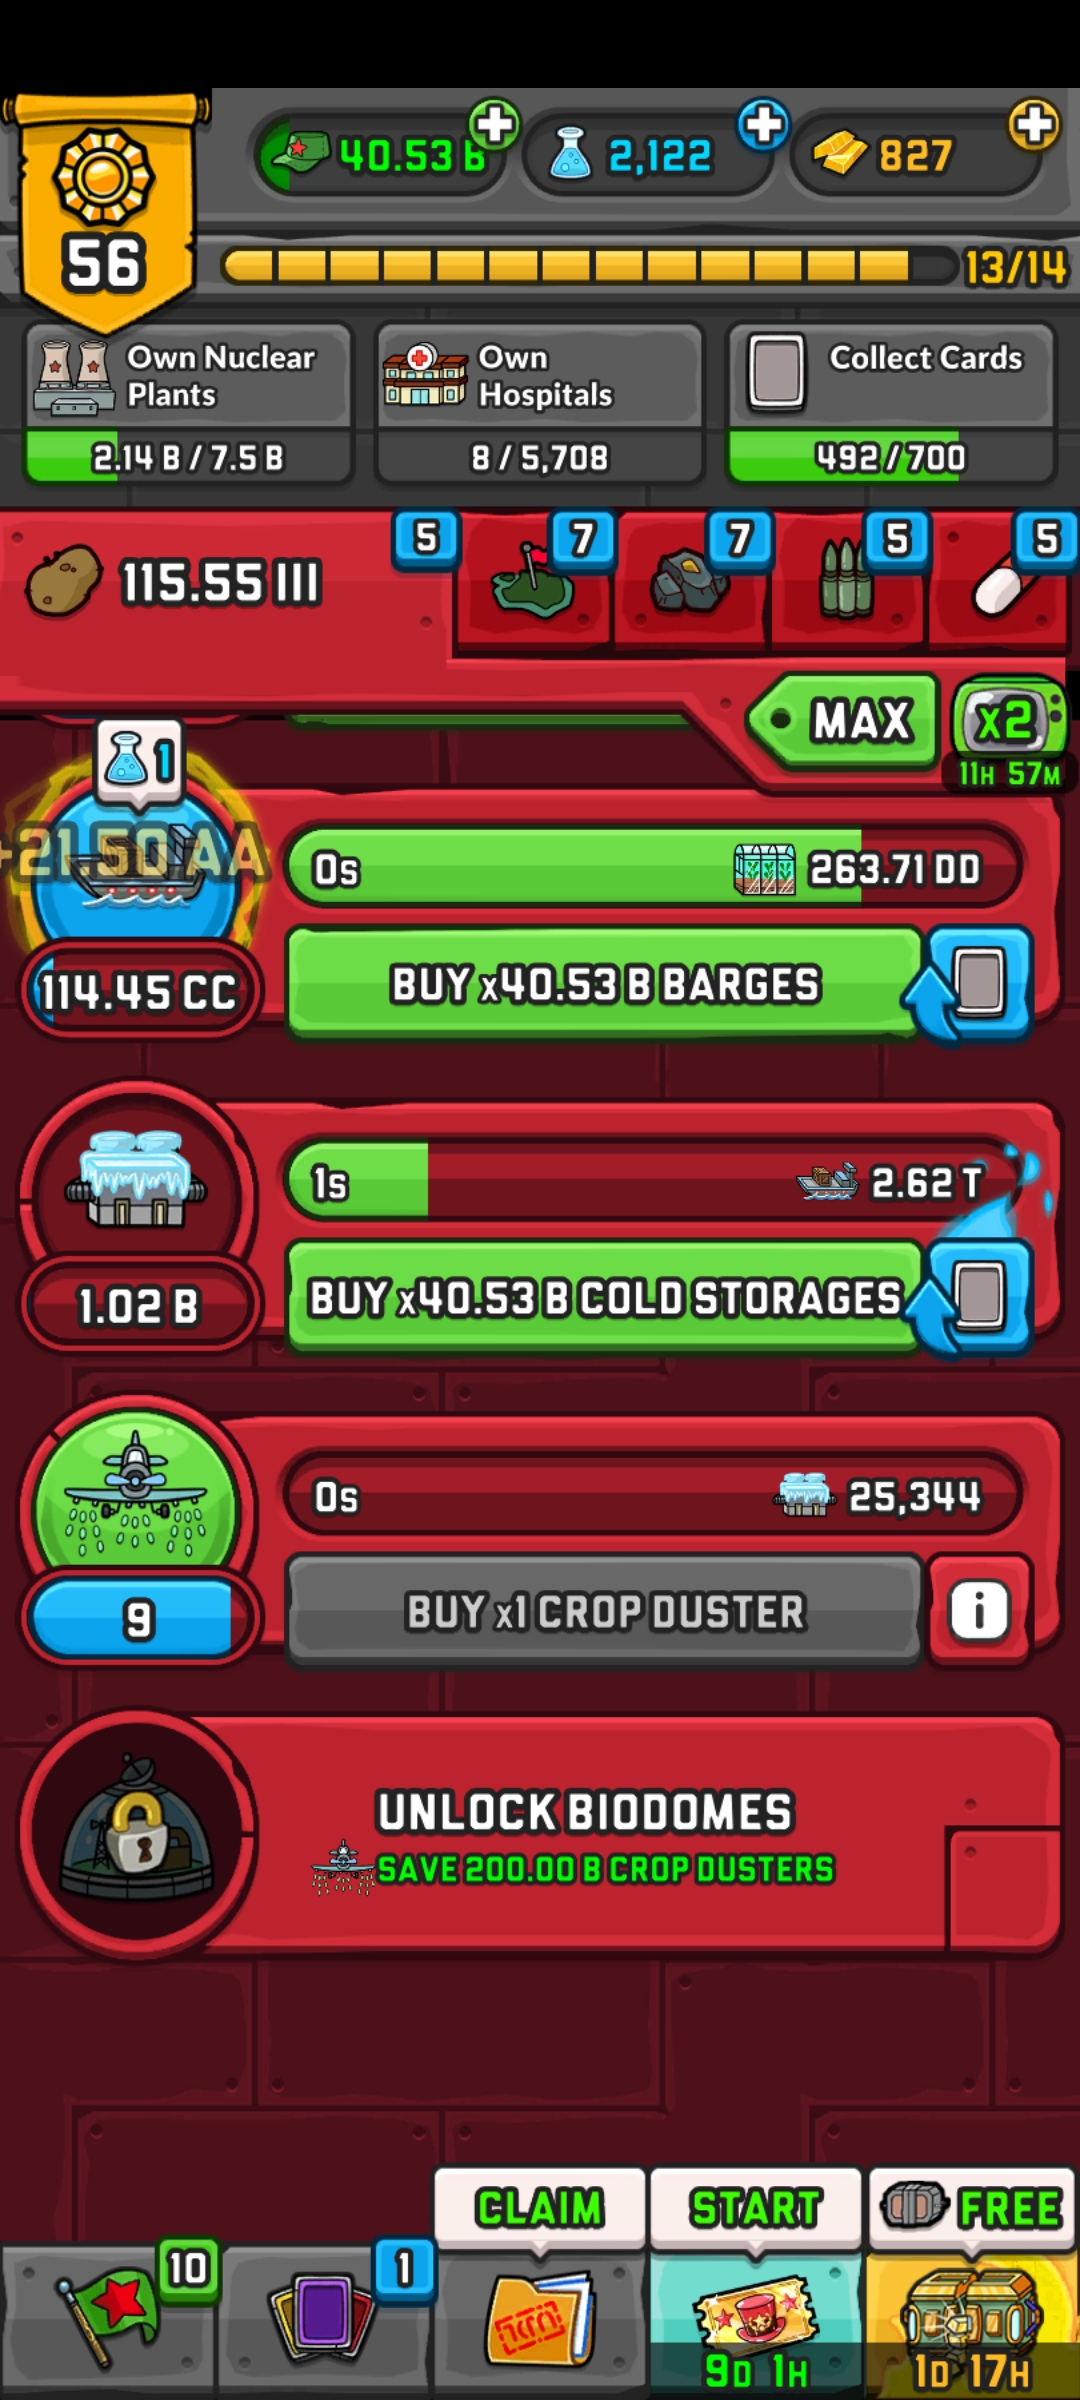 40.53 B
2,122
827
56
13/14
Own Nuclear
Plants
2.14 B / 7.5 B
Own
Hospitals
8 / 5,708
Collect Cards
492 / 700
115.55 III
5
7
7
5
5
MAX
x2
11H 57M
1
+21.50 AA
0s
263.71 DD
114.45 CC
BUY x40.53 B BARGES
1s
2.62 T
1.02 B
BUY x40.53 B COLD STORAGES
0s
25,344
9
BUY x1 CROP DUSTER
i
UNLOCK BIODOMES
SAVE 200.00 B CROP DUSTERS
CLAIM
START
FREE
10
1
9D 1H
1D 17H